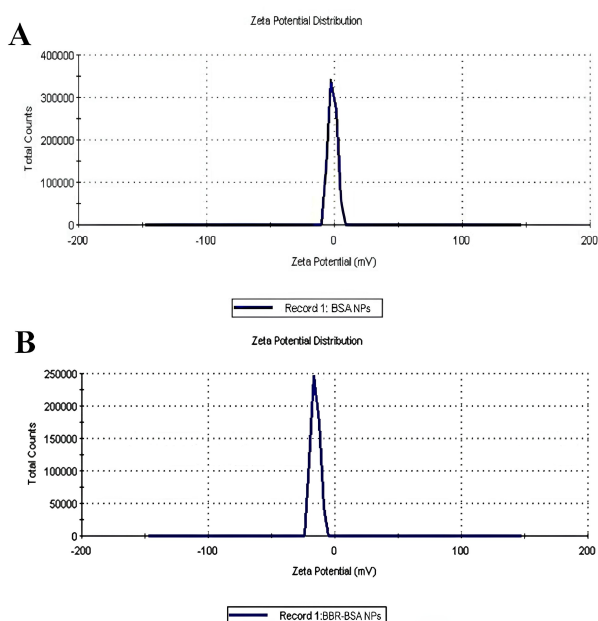 A
Zeta Potential Distribution
400000
300000
200000
100000
0
Total Counts
-200 -100 0 100 200
Zeta Potential (mV)
Record 1: BSA NPs
B
Zeta Potential Distribution
250000
200000
150000
100000
50000
0
Total Counts
-200 -100 0 100 200
Zeta Potential (mV)
Record 1:BBR-BSA NPs